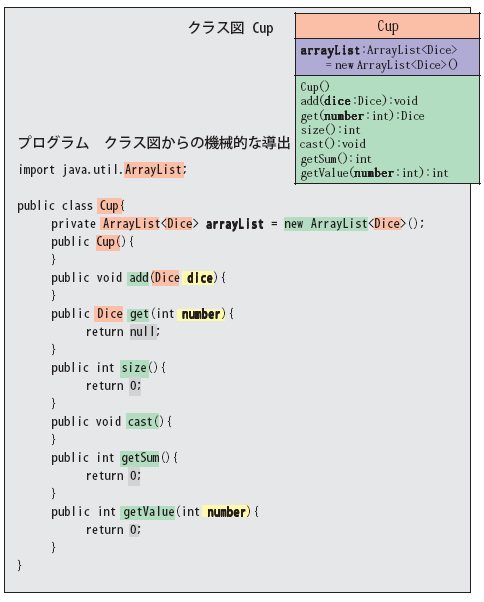 クラス図 Cup
Cup
arrayList:ArrayList<Dice>
= new ArrayList<Dice>()
Cup()
add(dice:Dice):void
get(number:int):Dice
size():int
cast():void
getSum():int
getValue(number:int):int
プログラム クラス図からの機械的な導出
import java.util.ArrayList;
public class Cup{
private ArrayList<Dice> arrayList = new ArrayList<Dice>();
public Cup(){
}
public void add(Dice dice){
}
public Dice get(int number){
return null;
}
public int size(){
return 0;
}
public void cast(){
}
public int getSum(){
return 0;
}
public int getValue(int number){
return 0;
}
}